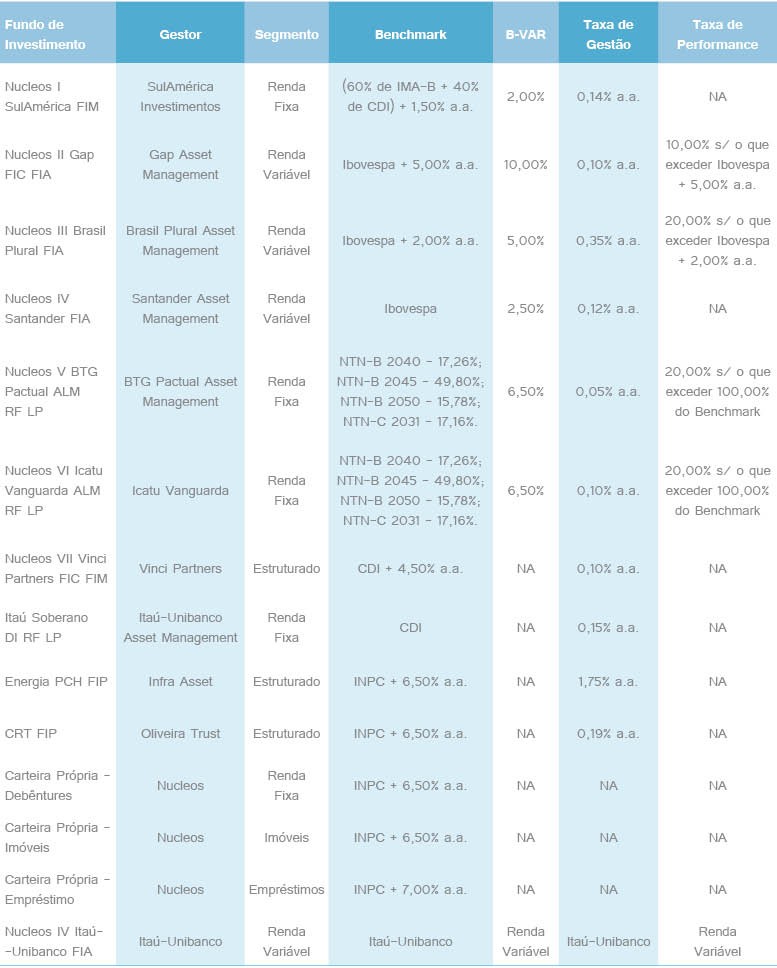 Fundo de Investimento | Gestor | Segmento | Benchmark | B-VAR | Taxa de Gestão | Taxa de Performance
Nucleos I SulAmérica FIM | SulAmérica Investimentos | Renda Fixa | (60% de IMA-B + 40% de CDI) + 1,50% a.a. | 2,00% | 0,14% a.a. | NA
Nucleos II Gap FIC FIA | Gap Asset Management | Renda Variável | Ibovespa + 5,00% a.a. | 10,00% | 0,10% a.a. | 10,00% s/ o que exceder Ibovespa + 5,00% a.a.
Nucleos III Brasil Plural FIA | Brasil Plural Asset Management | Renda Variável | Ibovespa + 2,00% a.a. | 5,00% | 0,35% a.a. | 20,00% s/ o que exceder Ibovespa + 2,00% a.a.
Nucleos IV Santander FIA | Santander Asset Management | Renda Variável | Ibovespa | 2,50% | 0,12% a.a. | NA
Nucleos V BTG Pactual ALM RF LP | BTG Pactual Asset Management | Renda Fixa | NTN-B 2040 - 17,26%; NTN-B 2045 - 49,80%; NTN-B 2050 - 15,78%; NTN-C 2031 - 17,16%. | 6,50% | 0,05% a.a. | 20,00% s/ o que exceder 100,00% do Benchmark
Nucleos VI Icatu Vanguarda ALM RF LP | Icatu Vanguarda | Renda Fixa | NTN-B 2040 - 17,26%; NTN-B 2045 - 49,80%; NTN-B 2050 - 15,78%; NTN-C 2031 - 17,16%. | 6,50% | 0,10% a.a. | 20,00% s/ o que exceder 100,00% do Benchmark
Nucleos VII Vinci Partners FIC FIM | Vinci Partners | Estruturado | CDI + 4,50% a.a. | NA | 0,10% a.a. | NA
Itaú Soberano DI RF LP | Itaú-Unibanco Asset Management | Renda Fixa | CDI | NA | 0,15% a.a. | NA
Energia PCH FIP | Infra Asset | Estruturado | INPC + 6,50% a.a. | NA | 1,75% a.a. | NA
CRT FIP | Oliveira Trust | Estruturado | INPC + 6,50% a.a. | NA | 0,19% a.a. | NA
Carteira Própria - Debêntures | Nucleos | Renda Fixa | INPC + 6,50% a.a. | NA | NA | NA
Carteira Própria - Imóveis | Nucleos | Imóveis | INPC + 6,50% a.a. | NA | NA | NA
Carteira Própria - Empréstimo | Nucleos | Empréstimos | INPC + 7,00% a.a. | NA | NA | NA
Nucleos IV Itaú--Unibanco FIA | Itaú-Unibanco | Renda Variável | Itaú-Unibanco | Renda Variável | Itaú-Unibanco | Renda Variável